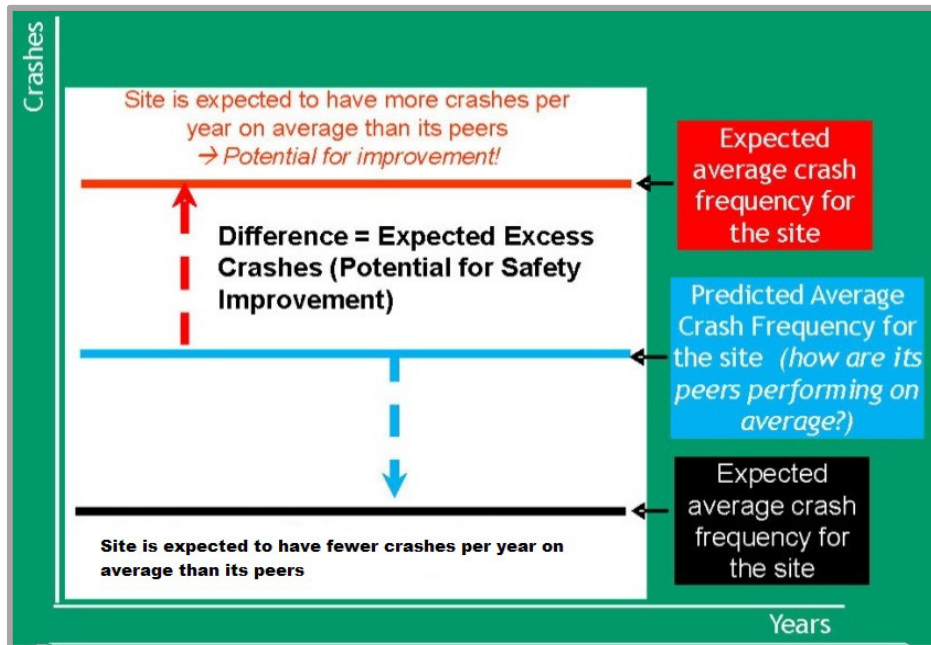 Crashes
Site is expected to have more crashes per
year on average than its peers
→ Potential for improvement!
Expected
average crash
frequency for
the site
Difference = Expected Excess
Crashes (Potential for Safety
Improvement)
Predicted Average
Crash Frequency for
the site (how are its
peers performing on
average?)
Expected
average crash
frequency for
the site
Site is expected to have fewer crashes per year on
average than its peers
Years